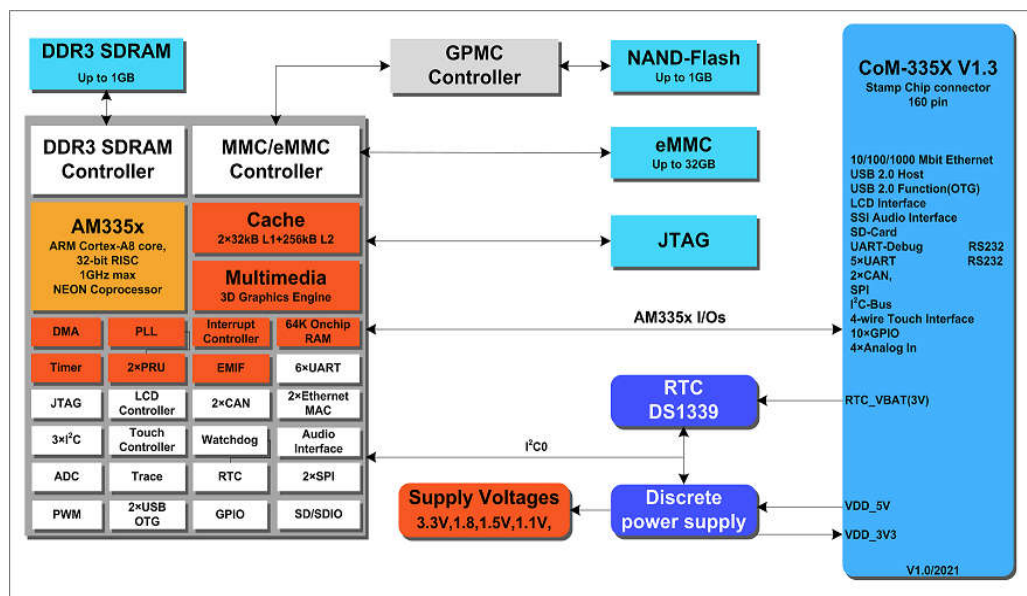 DDR3 SDRAM
Up to 1GB
GPMC
Controller
NAND-Flash
Up to 1GB
DDR3 SDRAM
Controller
MMC/eMMC
Controller
eMMC
Up to 32GB
AM335x
ARM Cortex-A8 core,
32-bit RISC
1GHz max
NEON Coprocessor
Cache
2×32kB L1+256kB L2
JTAG
Multimedia
3D Graphics Engine
DMA
PLL
Interrupt
Controller
64K Onchip
RAM
AM335x I/Os
Timer
2×PRU
EMIF
6×UART
JTAG
LCD
Controller
2×CAN
2×Ethernet
MAC
RTC
DS1339
3×I²C
Touch
Controller
Watchdog
Audio
Interface
I²C0
ADC
Trace
RTC
2×SPI
PWM
2×USB
OTG
GPIO
SD/SDIO
Supply Voltages
3.3V,1.8,1.5V,1.1V,
Discrete
power supply
CoM-335X V1.3
Stamp Chip connector
160 pin
10/100/1000 Mbit Ethernet
USB 2.0 Host
USB 2.0 Function(OTG)
LCD Interface
SSI Audio Interface
SD-Card
UART-Debug RS232
5×UART RS232
2×CAN,
SPI
I²C-Bus
4-wire Touch Interface
10×GPIO
4×Analog In
RTC_VBAT(3V)
VDD_5V
VDD_3V3
V1.0/2021